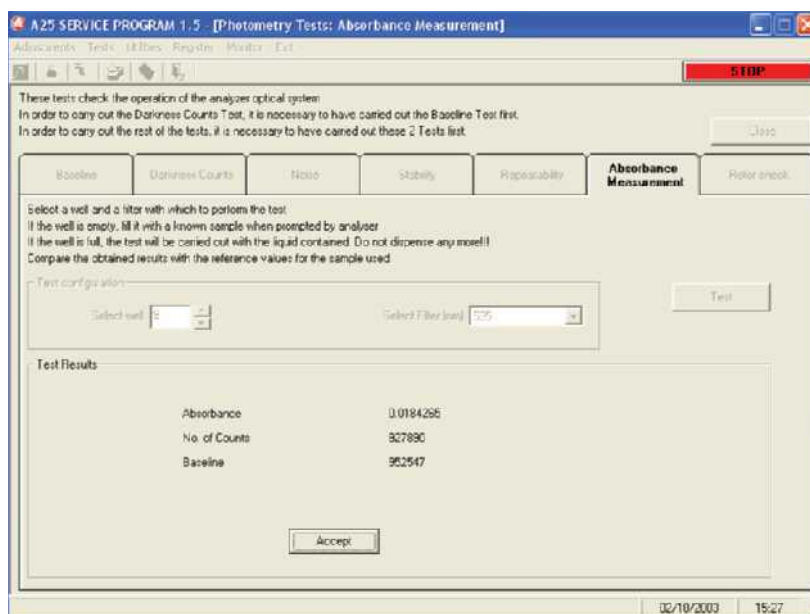 A25 SERVICE PROGRAM 1.5 - [Photometry Tests: Absorbance Measurement]
Adjustments Tests Utilities Register Monitor Exit
STOP
These tests check the operation of the analyzer optical system
In order to carry out the Darkness Counts Test, it is necessary to have carried out the Baseline Test first.
In order to carry out the rest of the tests, it is necessary to have carried out these 2 Tests first
Close
Baseline Darkness Counts Noise Stability Repeatability Absorbance Measurement Rotor check
Select a well and a filter with which to perform the test
If the well is empty, fill it with a known sample when prompted by analyser
If the well is full, the test will be carried out with the liquid contained. Do not dispense any more!!!
Compare the obtained results with the reference values for the sample used
Test configuration
Select well Select Filter (nm) 535
Test
Test Results
Absorbance 0.0184265
No. of Counts
Baseline 952547
Accept
02/10/2003 15:27